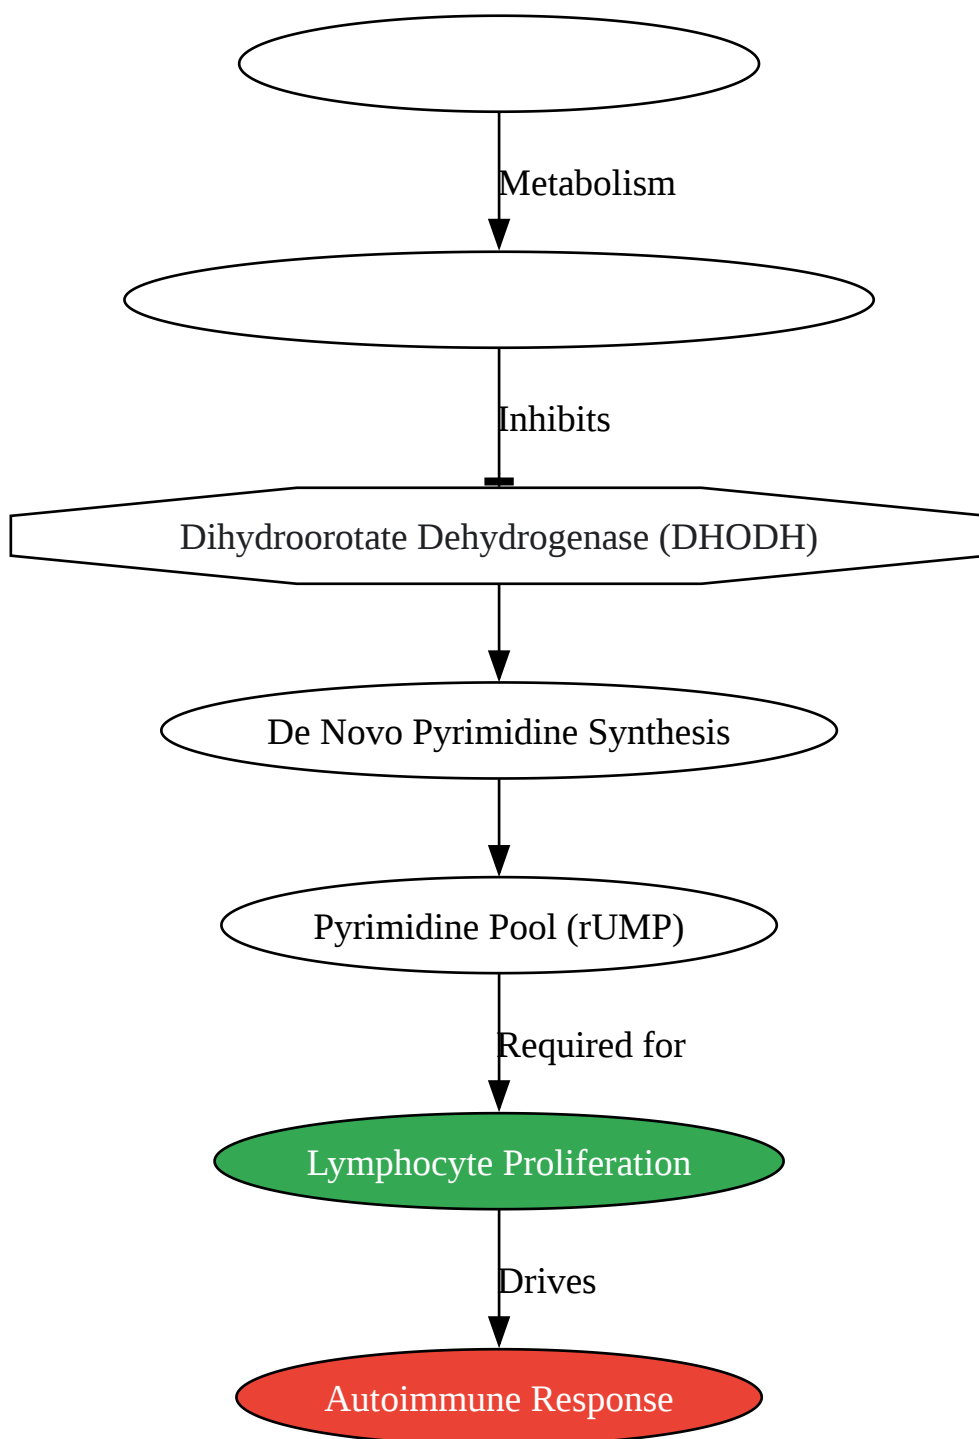 Metabolism
Inhibits
Dihydroorotate Dehydrogenase (DHODH)
De Novo Pyrimidine Synthesis
Pyrimidine Pool (rUMP)
Required for
Lymphocyte Proliferation
Drives
Autoimmune Response